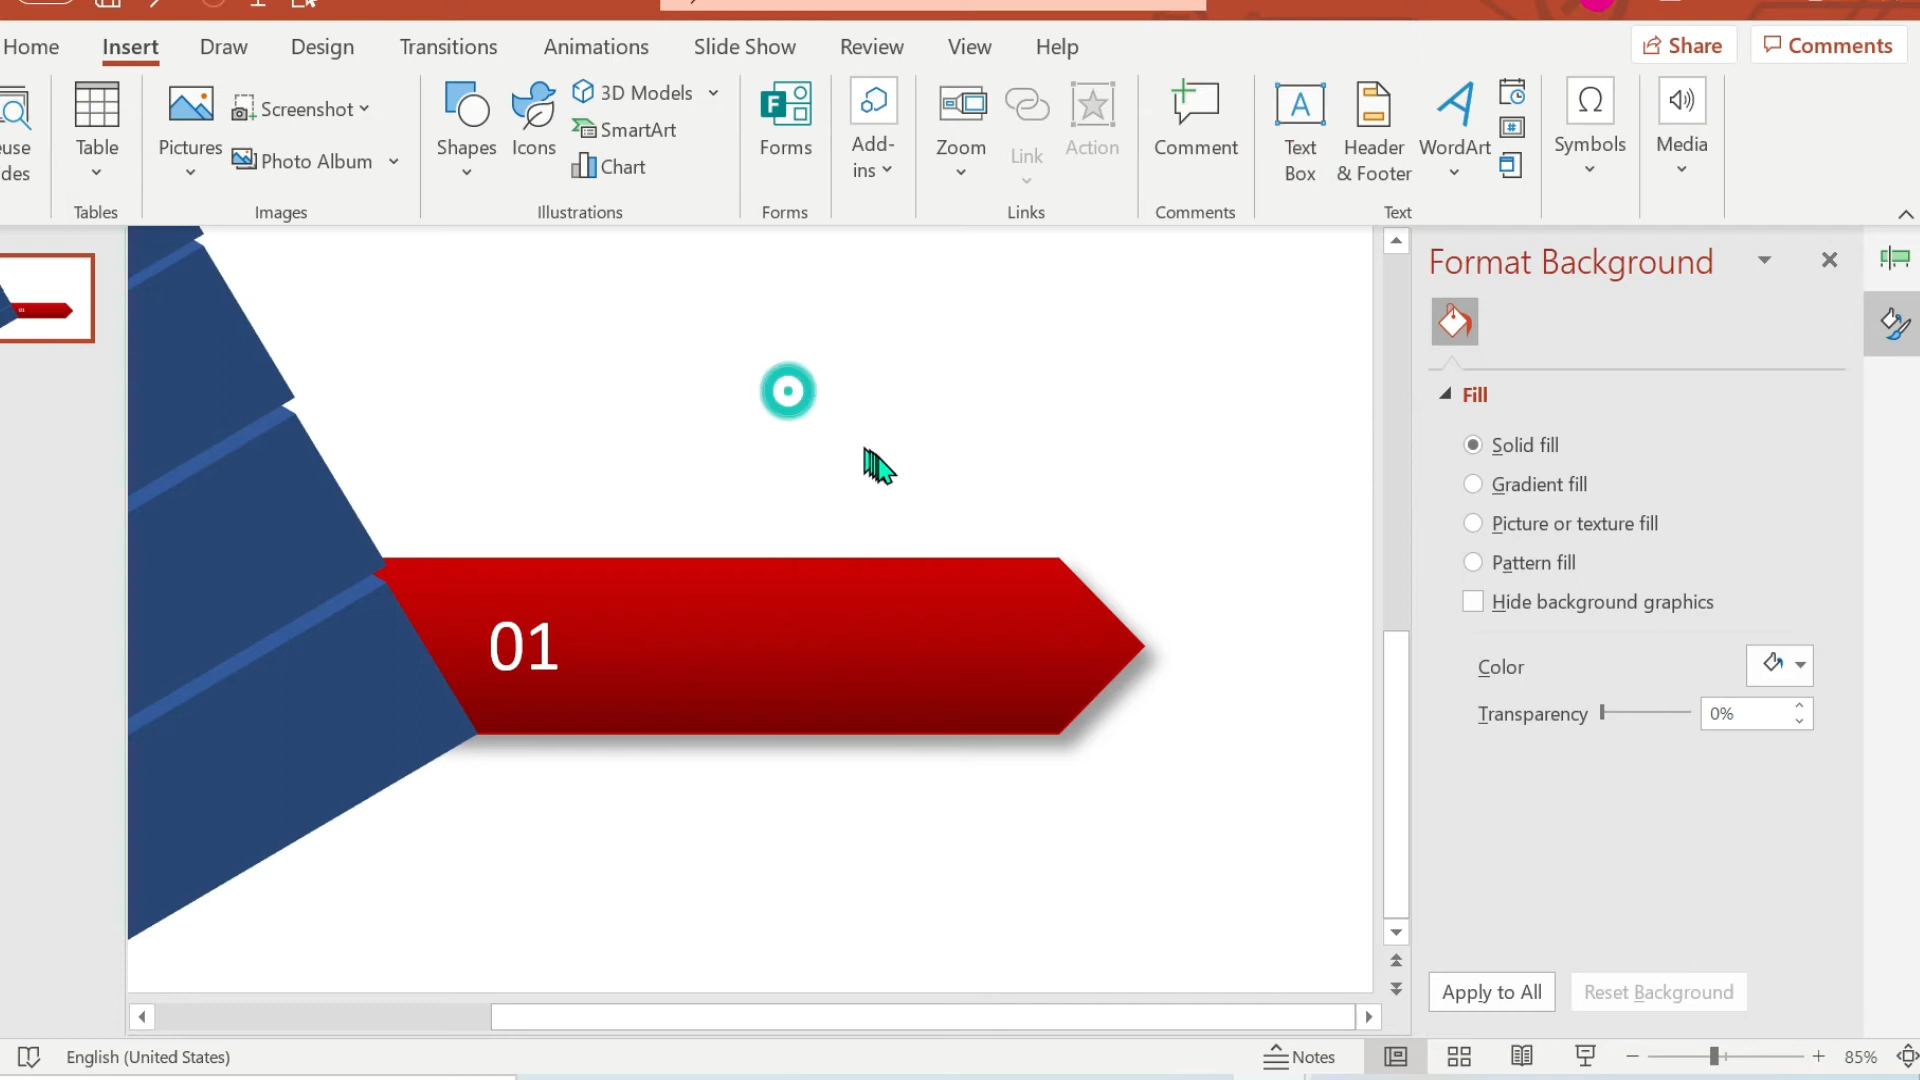 Home Insert Draw Design Transitions Animations Slide Show Review View Help Share Comments
Table
Pictures
Screenshot
Photo Album
Shapes
Icons
3D Models
SmartArt
Chart
Forms
Add-
ins
Zoom
Link
Action
Comment
Text
Box
Header
& Footer
WordArt
Symbols
Media
Tables Images Illustrations Forms Links Comments Text
Format Background
Fill
Solid fill
Gradient fill
Picture or texture fill
Pattern fill
Hide background graphics
Color
Transparency 0%
Apply to All Reset Background
01
English (United States) Notes 85%